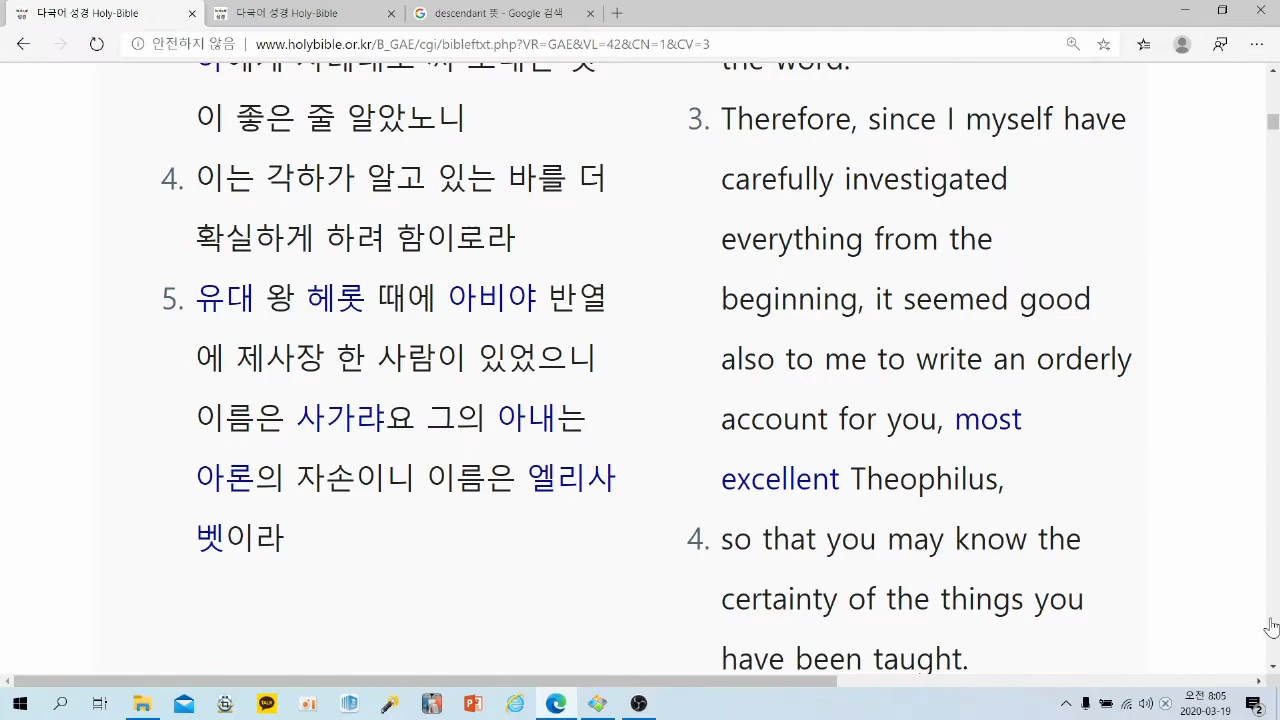 다국어 성경 Holy-Bible
다국어 성경 Holy-Bible
descendant 뜻 - Google 검색
안전하지 않음
www.holybible.or.kr/B_GAE/cgi/bibleftxt.php?VR=GAE&VL=42&CN=1&CV=3
이 좋은 줄 알았노니
4. 이는 각하가 알고 있는 바를 더
확실하게 하려 함이로라
5. 유대 왕 헤롯 때에 아비야 반열
에 제사장 한 사람이 있었으니
이름은 사가랴요 그의 아내는
아론의 자손이니 이름은 엘리사
벳이라
the word.
3. Therefore, since I myself have
carefully investigated
everything from the
beginning, it seemed good
also to me to write an orderly
account for you, most
excellent Theophilus,
4. so that you may know the
certainty of the things you
have been taught.
TALK
오전 8:05
2020-03-19
2